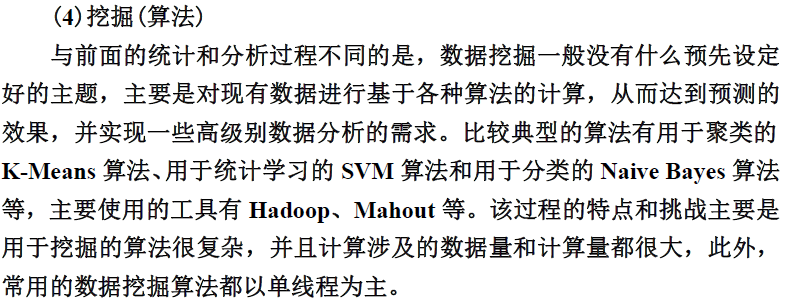 (4)挖掘(算法)
与前面的统计和分析过程不同的是，数据挖掘一般没有什么预先设定
好的主题，主要是对现有数据进行基于各种算法的计算，从而达到预测的
效果，并实现一些高级别数据分析的需求。比较典型的算法有用于聚类的
K-Means 算法、用于统计学习的 SVM 算法和用于分类的 Naive Bayes 算法
等，主要使用的工具有 Hadoop、Mahout 等。该过程的特点和挑战主要是
用于挖掘的算法很复杂，并且计算涉及的数据量和计算量都很大，此外，
常用的数据挖掘算法都以单线程为主。